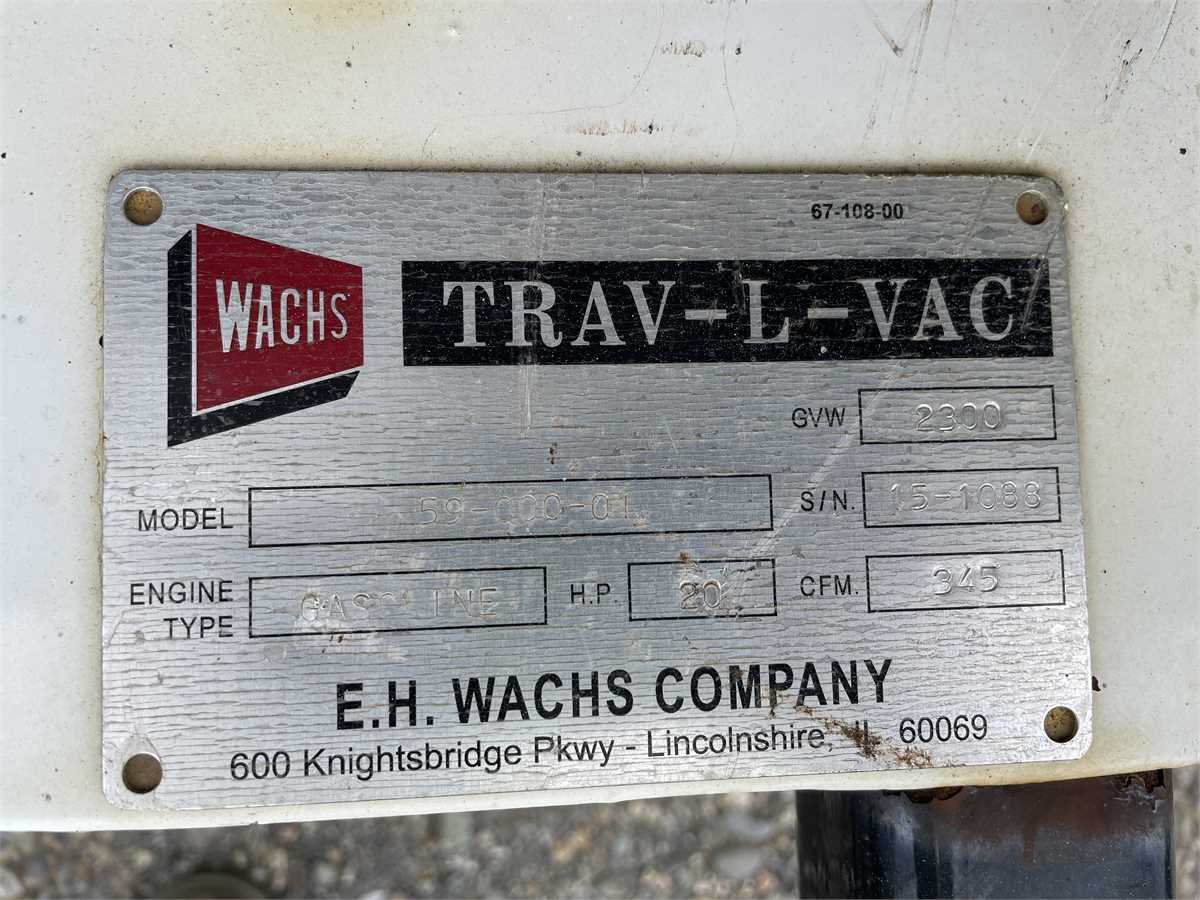 67-108-00
WACHS
TRAV-L-VAC
GVW 2300
MODEL 59-000-01 S/N. 15-1088
ENGINE TYPE GASOLINE H.P. 20 CFM. 345
E.H. WACHS COMPANY
600 Knightsbridge Pkwy - Lincolnshire, IL 60069